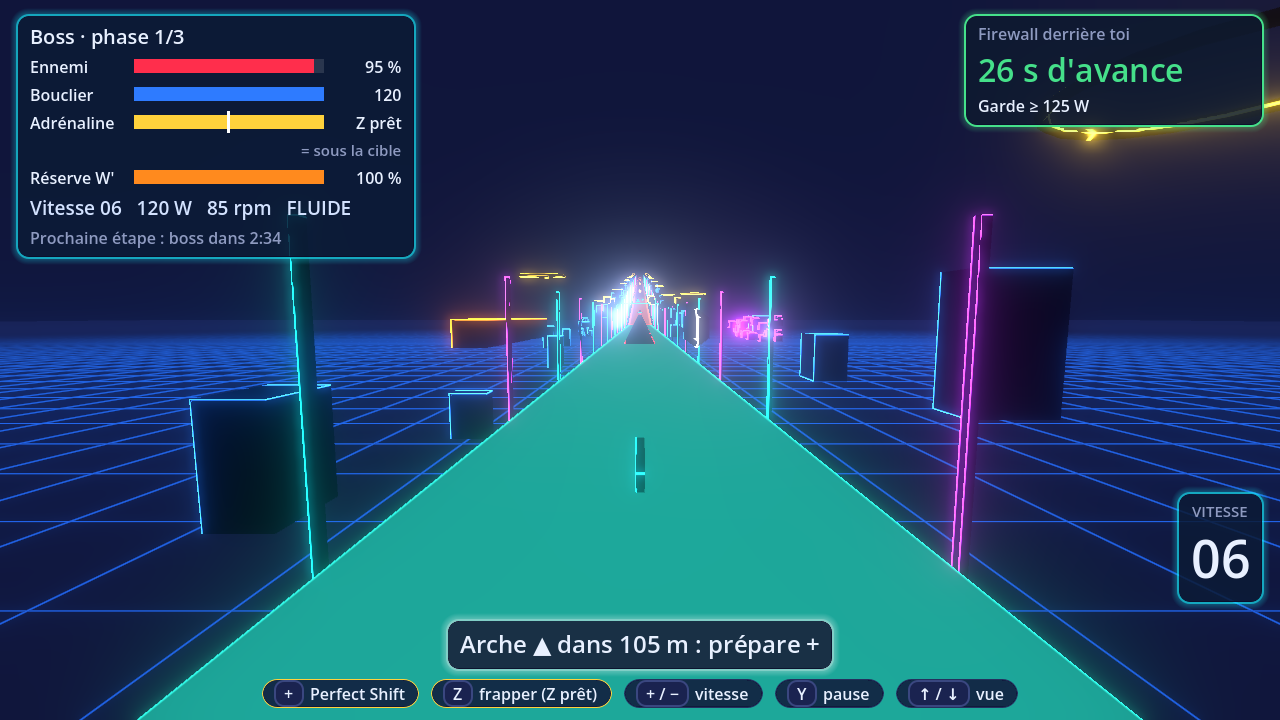 Boss · phase 1/3
Ennemi 95 %
Bouclier 120
Adrénaline Z prêt
= sous la cible
Réserve W' 100 %
Vitesse 06 120 W 85 rpm FLUIDE
Prochaine étape : boss dans 2:34
Firewall derrière toi
26 s d'avance
Garde ≥ 125 W
VITESSE
06
Arche ▲ dans 105 m : prépare +
+ Perfect Shift Z frapper (Z prêt) + / − vitesse Y pause ↑ / ↓ vue